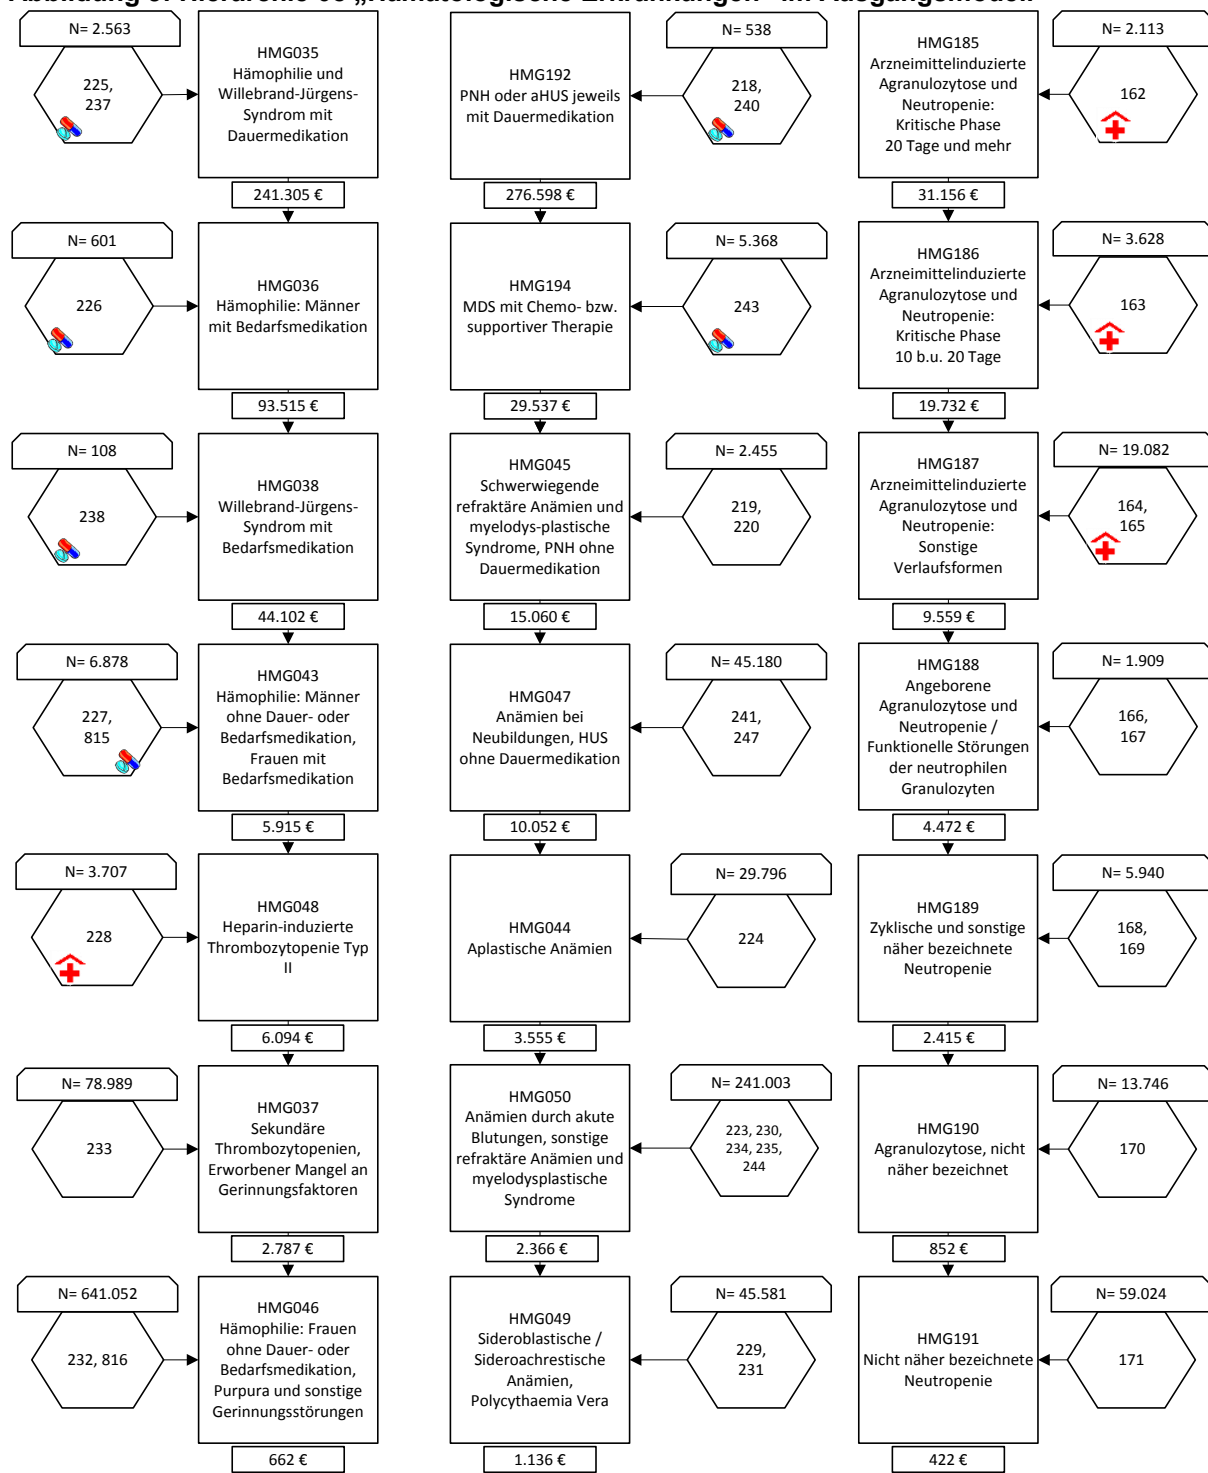 N= 2.563
225,
237
HMG035
Hämophilie und
Willebrand-Jürgens-
Syndrom mit
Dauermedikation
241.305 €
N= 601
226
HMG036
Hämophilie: Männer
mit Bedarfsmedikation
93.515 €
N= 108
238
HMG038
Willebrand-Jürgens-
Syndrom mit
Bedarfsmedikation
44.102 €
N= 6.878
227,
815
HMG043
Hämophilie: Männer
ohne Dauer- oder
Bedarfsmedikation,
Frauen mit
Bedarfsmedikation
5.915 €
N= 3.707
228
HMG048
Heparin-induzierte
Thrombozytopenie Typ
II
6.094 €
N= 78.989
233
HMG037
Sekundäre
Thrombozytopenien,
Erworbener Mangel an
Gerinnungsfaktoren
2.787 €
N= 641.052
232, 816
HMG046
Hämophilie: Frauen
ohne Dauer- oder
Bedarfsmedikation,
Purpura und sonstige
Gerinnungsstörungen
662 €
HMG192
PNH oder aHUS jeweils
mit Dauermedikation
N= 538
218,
240
276.598 €
HMG194
MDS mit Chemo- bzw.
supportiver Therapie
N= 5.368
243
29.537 €
HMG045
Schwerwiegende
refraktäre Anämien und
myelodys-plastische
Syndrome, PNH ohne
Dauermedikation
N= 2.455
219,
220
15.060 €
HMG047
Anämien bei
Neubildungen, HUS
ohne Dauermedikation
N= 45.180
241,
247
10.052 €
HMG044
Aplastische Anämien
N= 29.796
224
3.555 €
HMG050
Anämien durch akute
Blutungen, sonstige
refraktäre Anämien und
myelodysplastische
Syndrome
N= 241.003
223, 230,
234, 235,
244
2.366 €
HMG049
Sideroblastische /
Sideroachrestische
Anämien,
Polycythaemia Vera
N= 45.581
229,
231
1.136 €
HMG185
Arzneimittelinduzierte
Agranulozytose und
Neutropenie:
Kritische Phase
20 Tage und mehr
N= 2.113
162
31.156 €
HMG186
Arzneimittelinduzierte
Agranulozytose und
Neutropenie:
Kritische Phase
10 b.u. 20 Tage
N= 3.628
163
19.732 €
HMG187
Arzneimittelinduzierte
Agranulozytose und
Neutropenie:
Sonstige
Verlaufsformen
N= 19.082
164,
165
9.559 €
HMG188
Angeborene
Agranulozytose und
Neutropenie /
Funktionelle Störungen
der neutrophilen
Granulozyten
N= 1.909
166,
167
4.472 €
HMG189
Zyklische und sonstige
näher bezeichnete
Neutropenie
N= 5.940
168,
169
2.415 €
HMG190
Agranulozytose, nicht
näher bezeichnet
N= 13.746
170
852 €
HMG191
Nicht näher bezeichnete
Neutropenie
N= 59.024
171
422 €